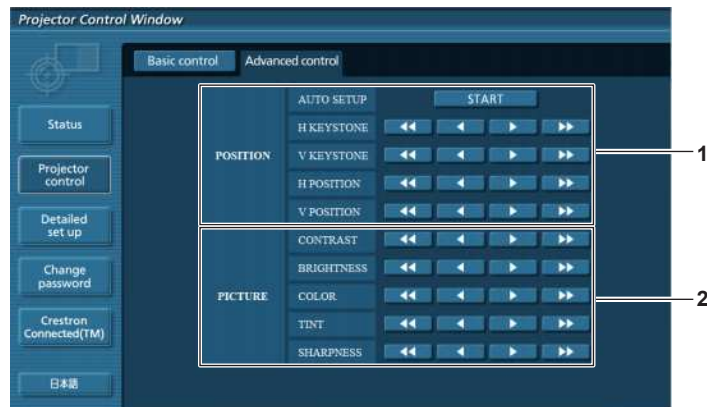 Projector Control Window
Basic control
Advanced control
Status
Projector
control
Detailed
set up
Change
password
Crestron
Connected(TM)
日本語
POSITION
AUTO SETUP
START
H KEYSTONE
V KEYSTONE
H POSITION
V POSITION
PICTURE
CONTRAST
BRIGHTNESS
COLOR
TINT
SHARPNESS
1
2